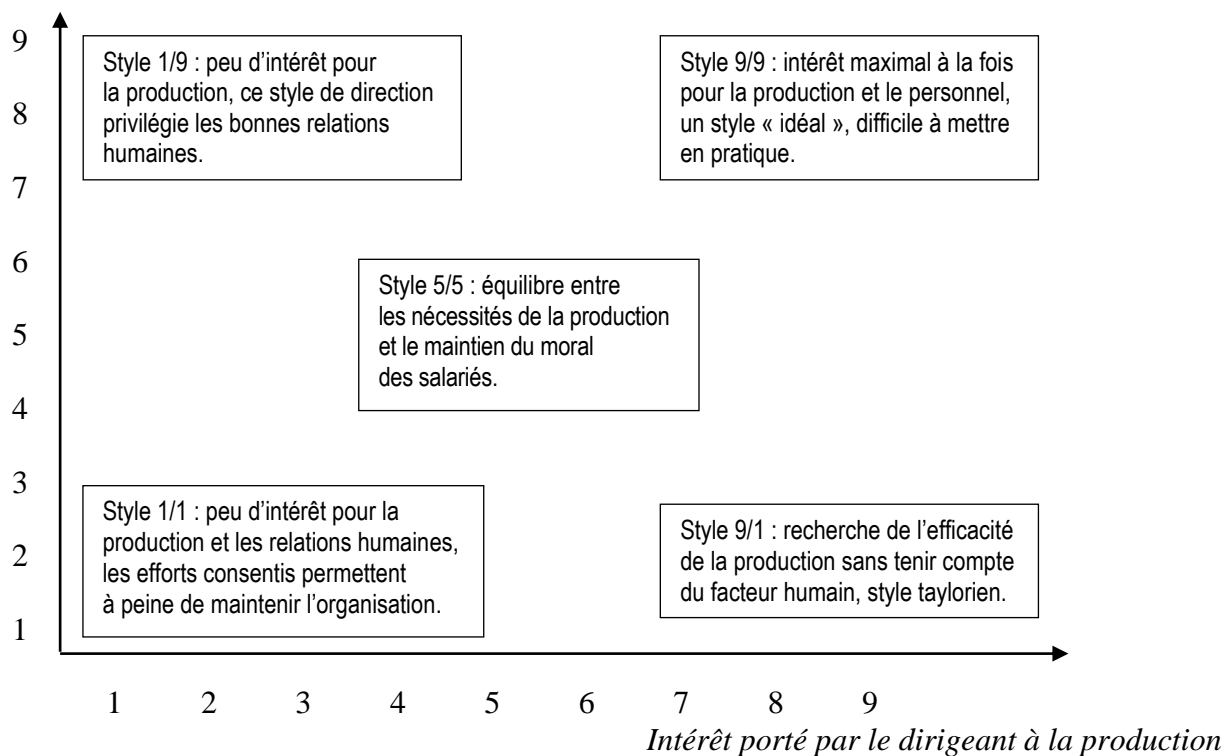 9
8
7
6
5
4
3
2
1
Style 1/9 : peu d’intérêt pour
la production, ce style de direction
privilégie les bonnes relations
humaines.
Style 9/9 : intérêt maximal à la fois
pour la production et le personnel,
un style « idéal », difficile à mettre
en pratique.
Style 5/5 : équilibre entre
les nécessités de la production
et le maintien du moral
des salariés.
Style 1/1 : peu d’intérêt pour la
production et les relations humaines,
les efforts consentis permettent
à peine de maintenir l’organisation.
Style 9/1 : recherche de l’efficacité
de la production sans tenir compte
du facteur humain, style taylorien.
1 2 3 4 5 6 7 8 9
Intérêt porté par le dirigeant à la production